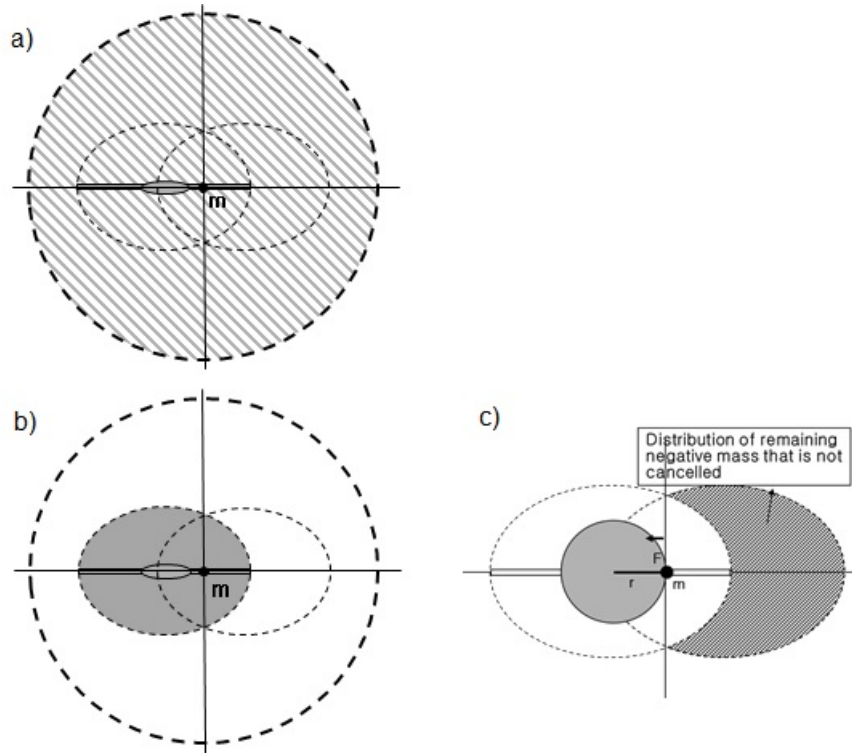 a)
m
b)
m
c)
Distribution of remaining
negative mass that is not
cancelled
F
r
m